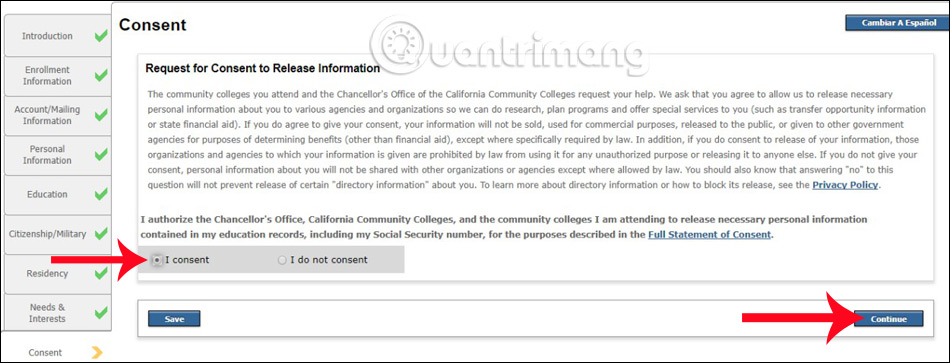 Consent
Cambiar A Español
Quantrimang
Introduction
Enrollment
Information
Account/Mailing
Information
Personal
Information
Education
Citizenship/Military
Residency
Needs &
Interests
Consent
Request for Consent to Release Information
The community colleges you attend and the Chancellor's Office of the California Community Colleges request your help. We ask that you agree to allow us to release necessary
personal information about you to various agencies and organizations so we can do research, plan programs and offer special services to you (such as transfer opportunity information
or state financial aid). If you do agree to give your consent, your information will not be sold, used for commercial purposes, released to the public, or given to other government
agencies for purposes of determining benefits (other than financial aid), except where specifically required by law. In addition, if you do consent to release of your information, those
organizations and agencies to which your information is given are prohibited by law from using it for any unauthorized purpose or releasing it to anyone else. If you do not give your
consent, personal information about you will not be shared with other organizations or agencies except where allowed by law. You should also know that answering "no" to this
question will not prevent release of certain "directory information" about you. To learn more about directory information or how to block its release, see the Privacy Policy.
I authorize the Chancellor's Office, California Community Colleges, and the community colleges I am attending to release necessary personal information
contained in my education records, including my Social Security number, for the purposes described in the Full Statement of Consent.
I consent
I do not consent
Save
Continue